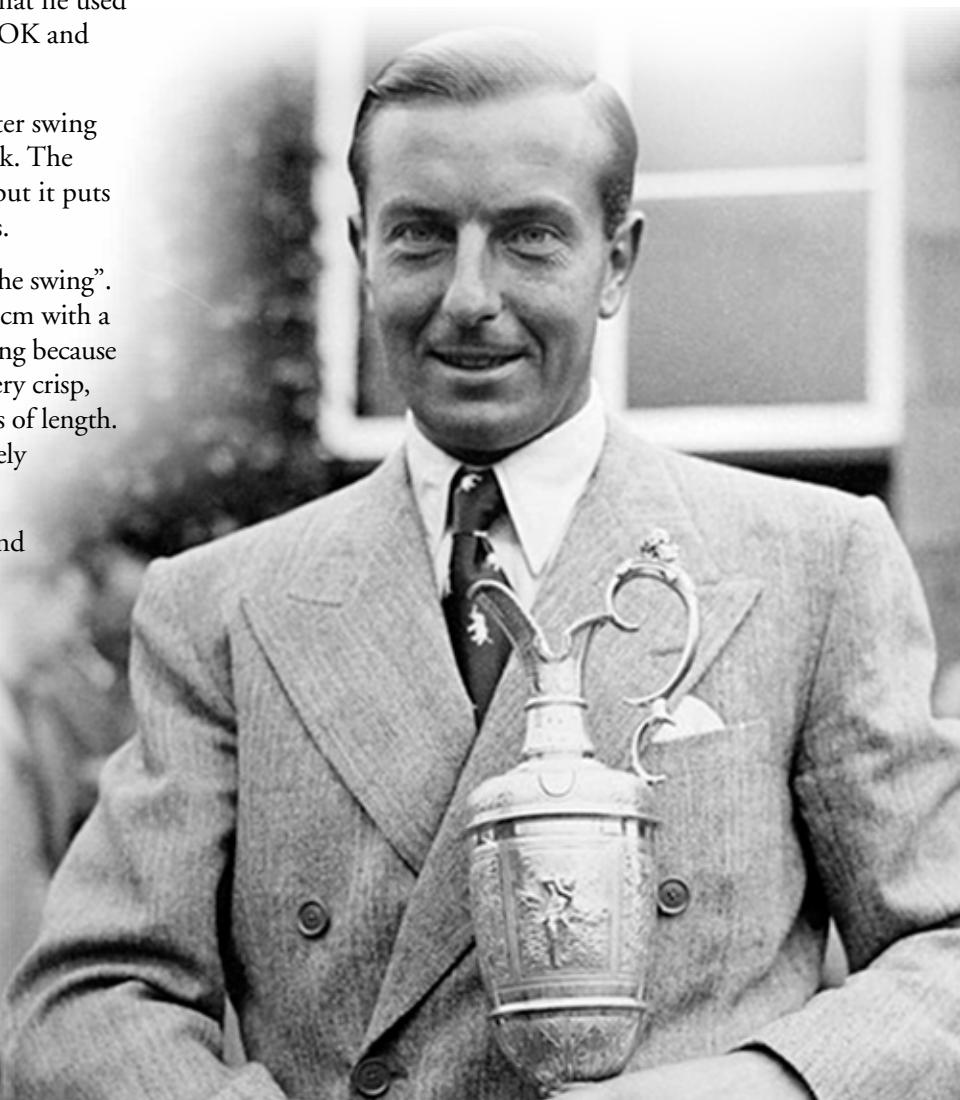 hat he used
OK and
ter swing
k. The
but it puts
s.
he swing”.
cm with a
ng because
ery crisp,
s of length.
ely
nd